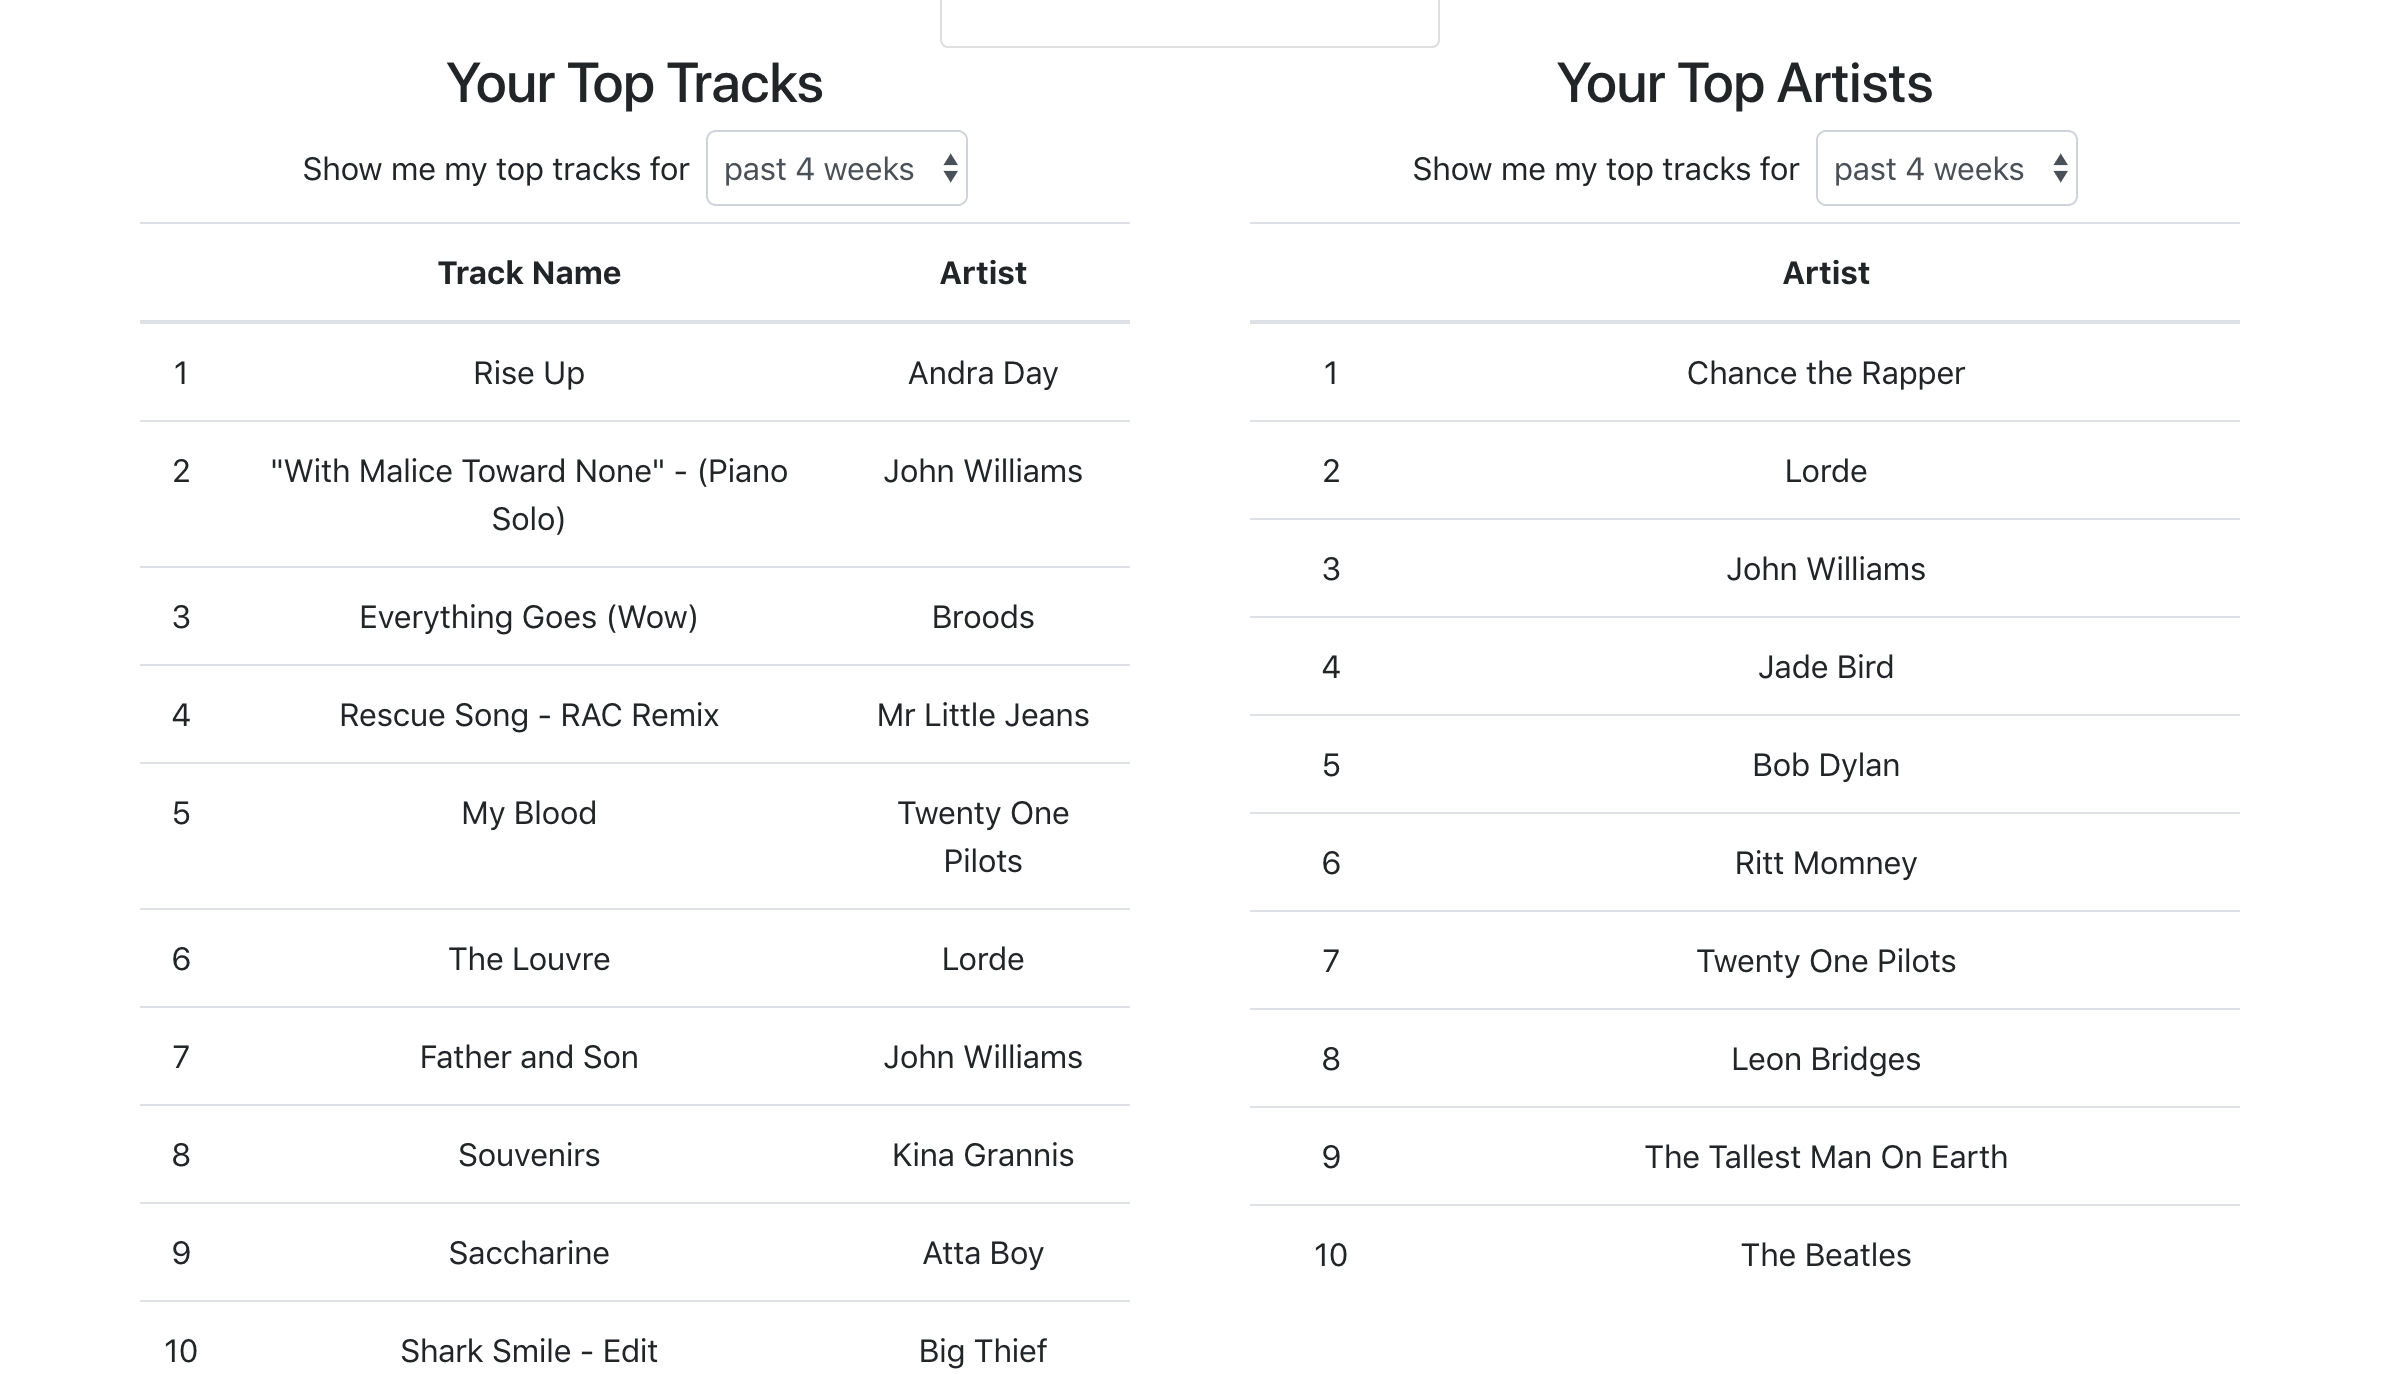 Your Top Tracks
Show me my top tracks for past 4 weeks
Track Name Artist
1 Rise Up Andra Day
2 "With Malice Toward None" - (Piano John Williams
Solo)
3 Everything Goes (Wow) Broods
4 Rescue Song - RAC Remix Mr Little Jeans
5 My Blood Twenty One
Pilots
6 The Louvre Lorde
7 Father and Son John Williams
8 Souvenirs Kina Grannis
9 Saccharine Atta Boy
10 Shark Smile - Edit Big Thief
Your Top Artists
Show me my top tracks for past 4 weeks
Artist
1 Chance the Rapper
2 Lorde
3 John Williams
4 Jade Bird
5 Bob Dylan
6 Ritt Momney
7 Twenty One Pilots
8 Leon Bridges
9 The Tallest Man On Earth
10 The Beatles